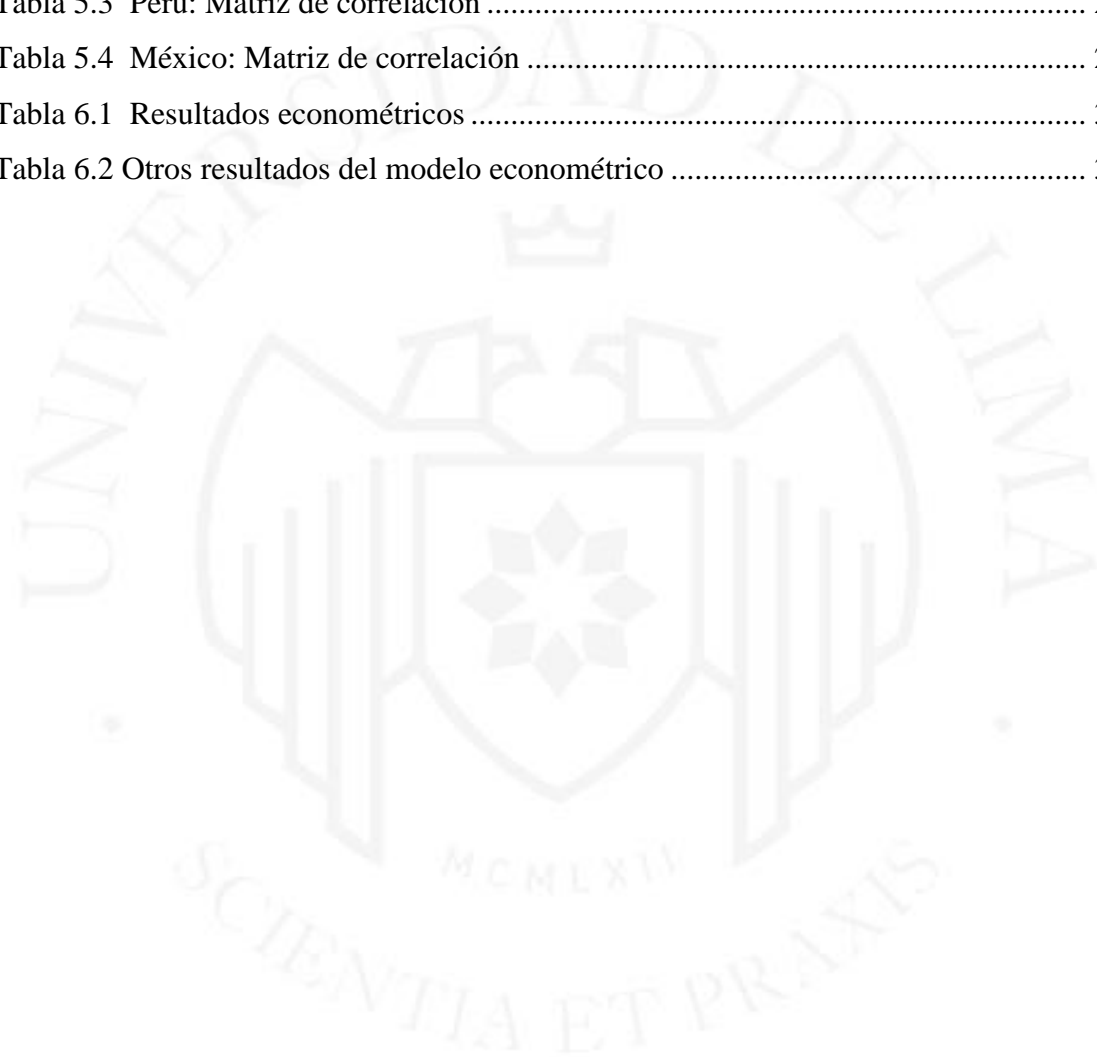 Tabla 5.3 Perú: Matriz de correlación ........................................................................... 
Tabla 5.4 México: Matriz de correlación ......................................................................
Tabla 6.1 Resultados econométricos .............................................................................
Tabla 6.2 Otros resultados del modelo econométrico ....................................................
UNIVERSIDAD DE LIMA
MCMLXII
SCIENTIA ET PRAXIS